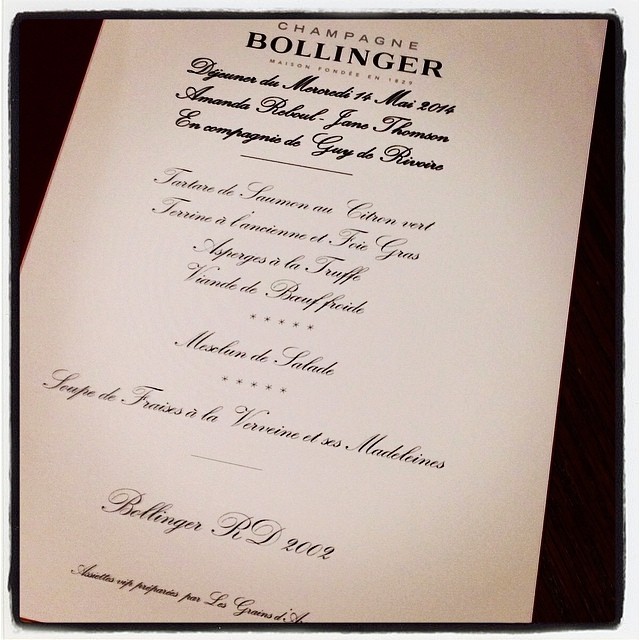 CHAMPAGNE
BOLLINGER
MAISON FONDÉE EN 1829
Déjeuner du Mercredi 14 Mai 2014
Amanda Reboul - Jane Thomson
En compagnie de Guy de Rivoire
Tartare de Saumon au Citron vert
Terrine à l'ancienne et Foie Gras
Asperges à la Truffe
Viande de Bœuf froide
* * * * *
Mesclun de Salade
* * * * *
Soupe de Fraises à la Verveine et ses Madeleines
Bollinger RD 2002
Assiettes vip préparées par Les Grains d'A